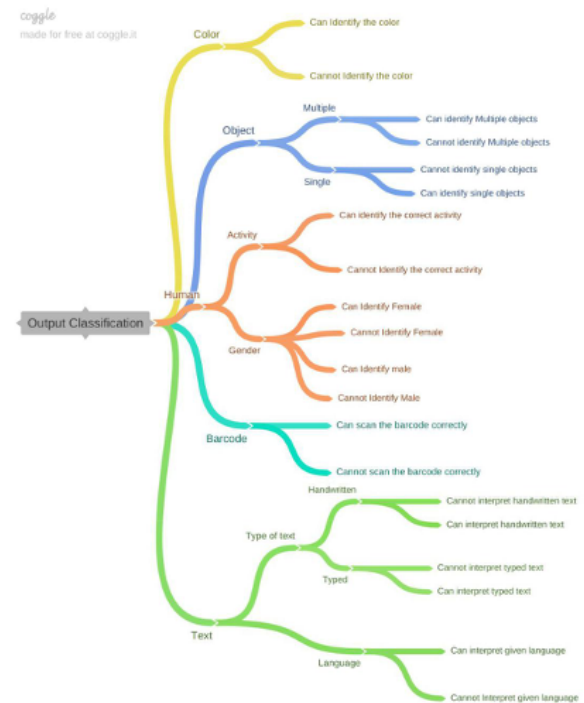 coggle
made for free at coggle.it
Color
Can Identify the color
Cannot Identify the color
Object
Multiple
Can identify Multiple objects
Cannot identify Multiple objects
Single
Cannot identify single objects
Can identify single objects
Human
Activity
Can identify the correct activity
Cannot Identify the correct activity
Gender
Can Identify Female
Cannot Identify Female
Can Identify male
Cannot Identify Male
Output Classification
Barcode
Can scan the barcode correctly
Cannot scan the barcode correctly
Text
Type of text
Handwritten
Cannot interpret handwritten text
Can interpret handwritten text
Typed
Cannot interpret typed text
Can interpret typed text
Language
Can interpret given language
Cannot Interpret given language